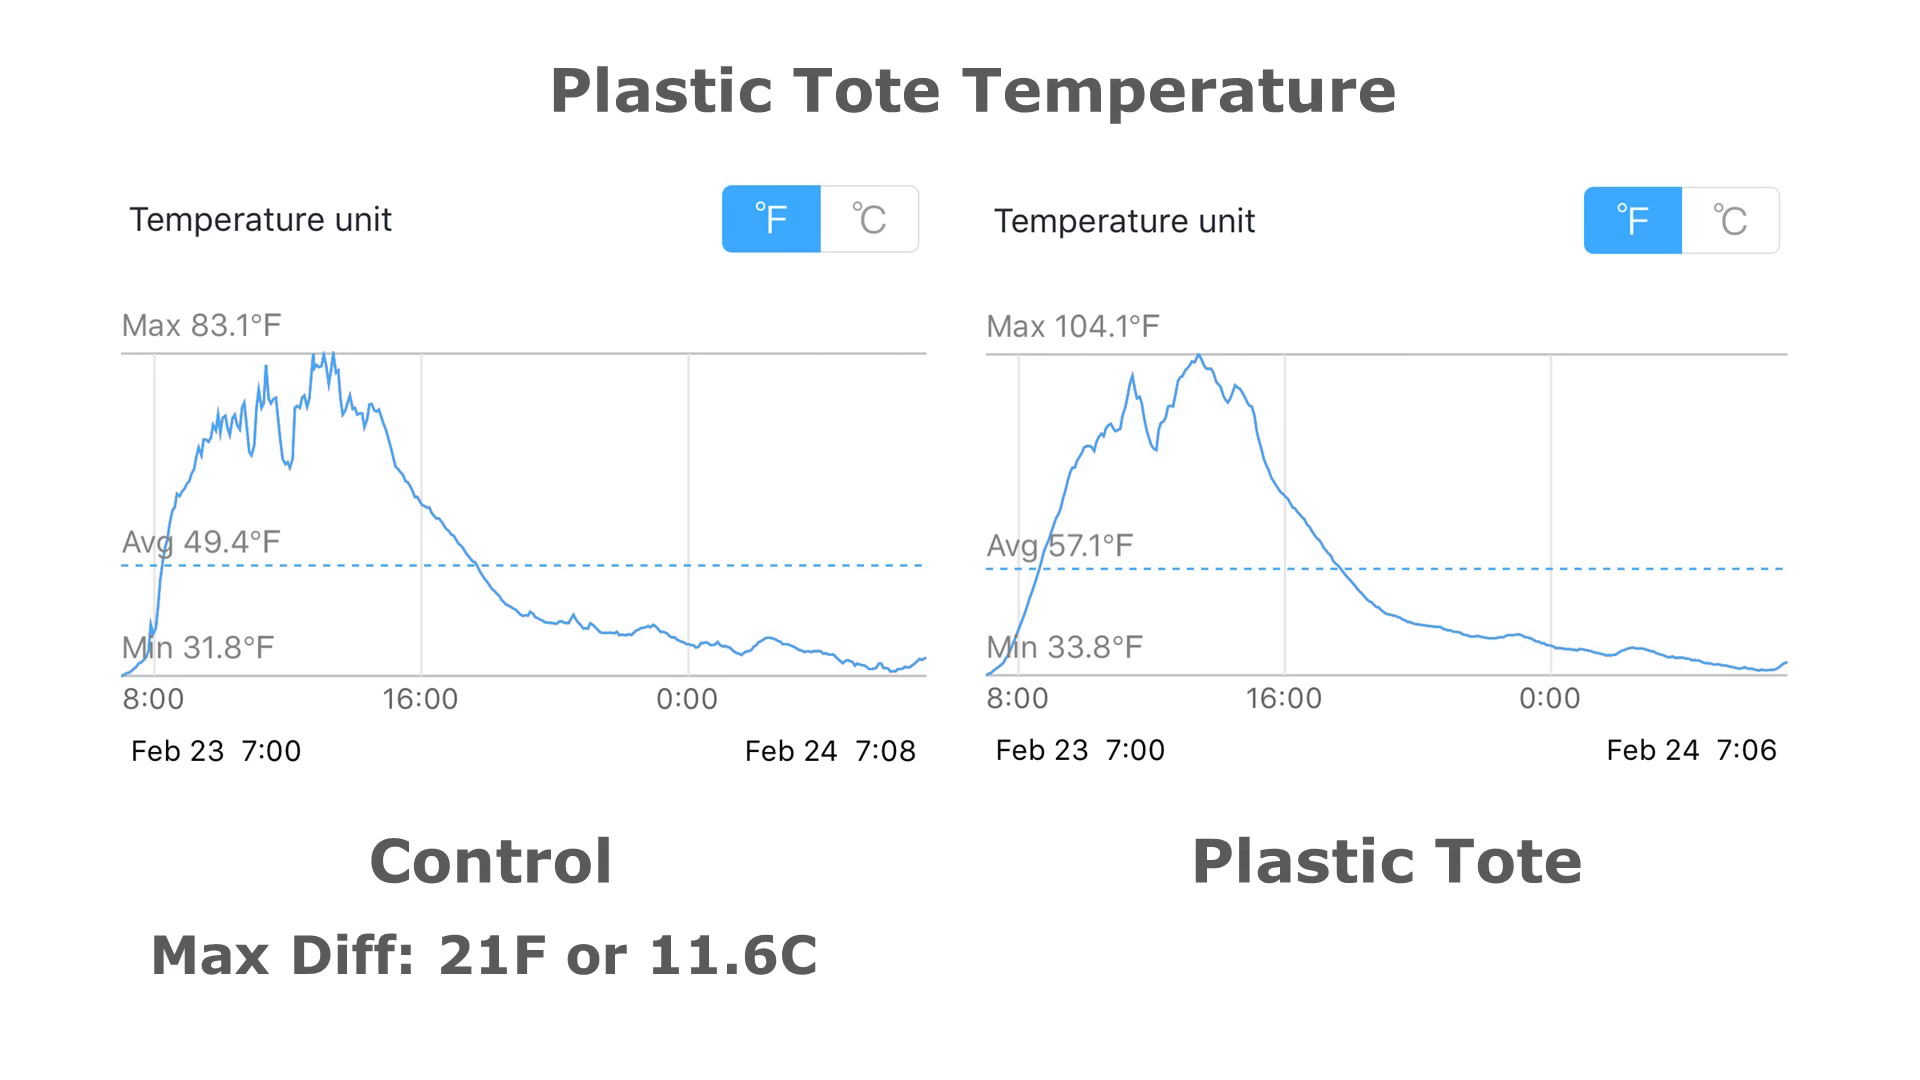 Plastic Tote Temperature
Temperature unit
°F
°C
Max 83.1°F
Avg 49.4°F
Min 31.8°F
8:00 16:00 0:00
Feb 23 7:00 Feb 24 7:08
Control
Max Diff: 21F or 11.6C
Temperature unit
°F
°C
Max 104.1°F
Avg 57.1°F
Min 33.8°F
8:00 16:00 0:00
Feb 23 7:00 Feb 24 7:06
Plastic Tote